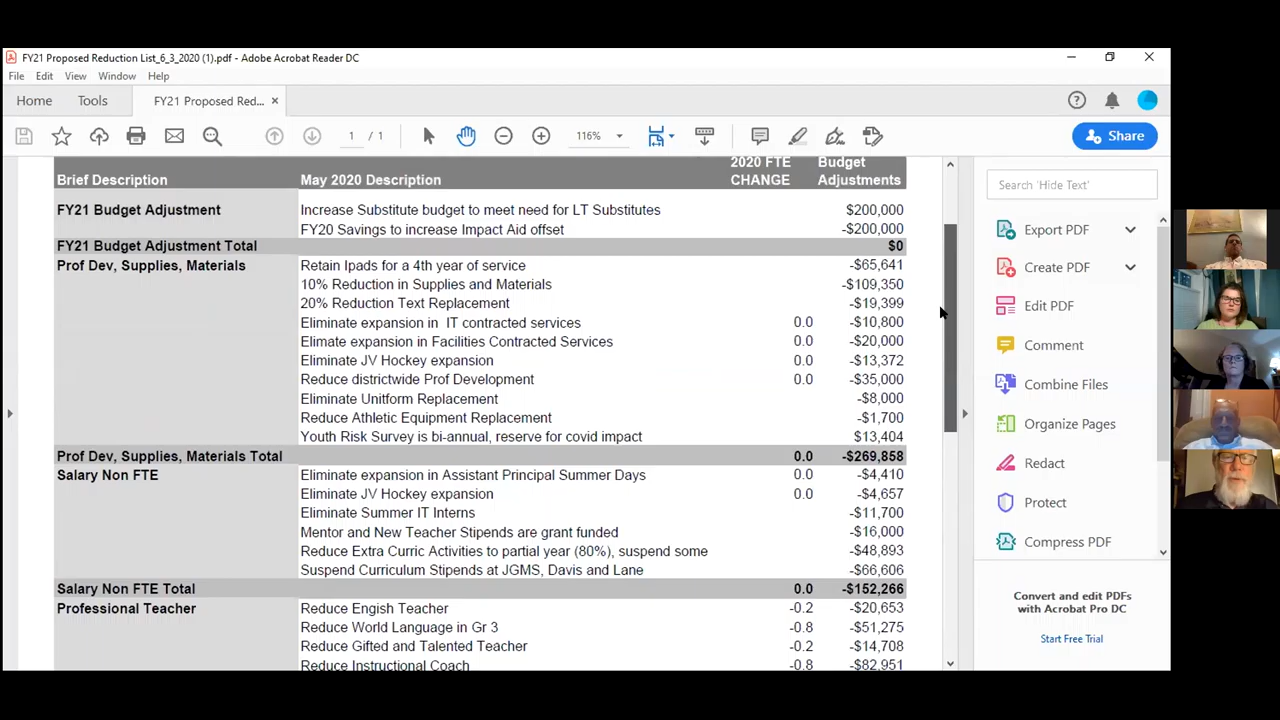 FY21 Proposed Reduction List_6_3_2020 (1).pdf - Adobe Acrobat Reader DC
File Edit View Window Help
Home Tools FY21 Proposed Red... ×
1 / 1 116% Share
2020 FTE Budget
Brief Description May 2020 Description CHANGE Adjustments
FY21 Budget Adjustment Increase Substitute budget to meet need for LT Substitutes $200,000
FY20 Savings to increase Impact Aid offset -$200,000
FY21 Budget Adjustment Total $0
Prof Dev, Supplies, Materials Retain Ipads for a 4th year of service -$65,641
10% Reduction in Supplies and Materials -$109,350
20% Reduction Text Replacement -$19,399
Eliminate expansion in IT contracted services 0.0 -$10,800
Elimate expansion in Facilities Contracted Services 0.0 -$20,000
Eliminate JV Hockey expansion 0.0 -$13,372
Reduce districtwide Prof Development 0.0 -$35,000
Eliminate Unitform Replacement -$8,000
Reduce Athletic Equipment Replacement -$1,700
Youth Risk Survey is bi-annual, reserve for covid impact $13,404
Prof Dev, Supplies, Materials Total 0.0 -$269,858
Salary Non FTE Eliminate expansion in Assistant Principal Summer Days 0.0 -$4,410
Eliminate JV Hockey expansion 0.0 -$4,657
Eliminate Summer IT Interns -$11,700
Mentor and New Teacher Stipends are grant funded -$16,000
Reduce Extra Curric Activities to partial year (80%), suspend some -$48,893
Suspend Curriculum Stipends at JGMS, Davis and Lane -$66,606
Salary Non FTE Total 0.0 -$152,266
Professional Teacher Reduce Engish Teacher -0.2 -$20,653
Reduce World Language in Gr 3 -0.8 -$51,275
Reduce Gifted and Talented Teacher -0.2 -$14,708
Reduce Instructional Coach -0.8 -$82,951
Search 'Hide Text'
Export PDF
Create PDF
Edit PDF
Comment
Combine Files
Organize Pages
Redact
Protect
Compress PDF
Convert and edit PDFs
with Acrobat Pro DC
Start Free Trial